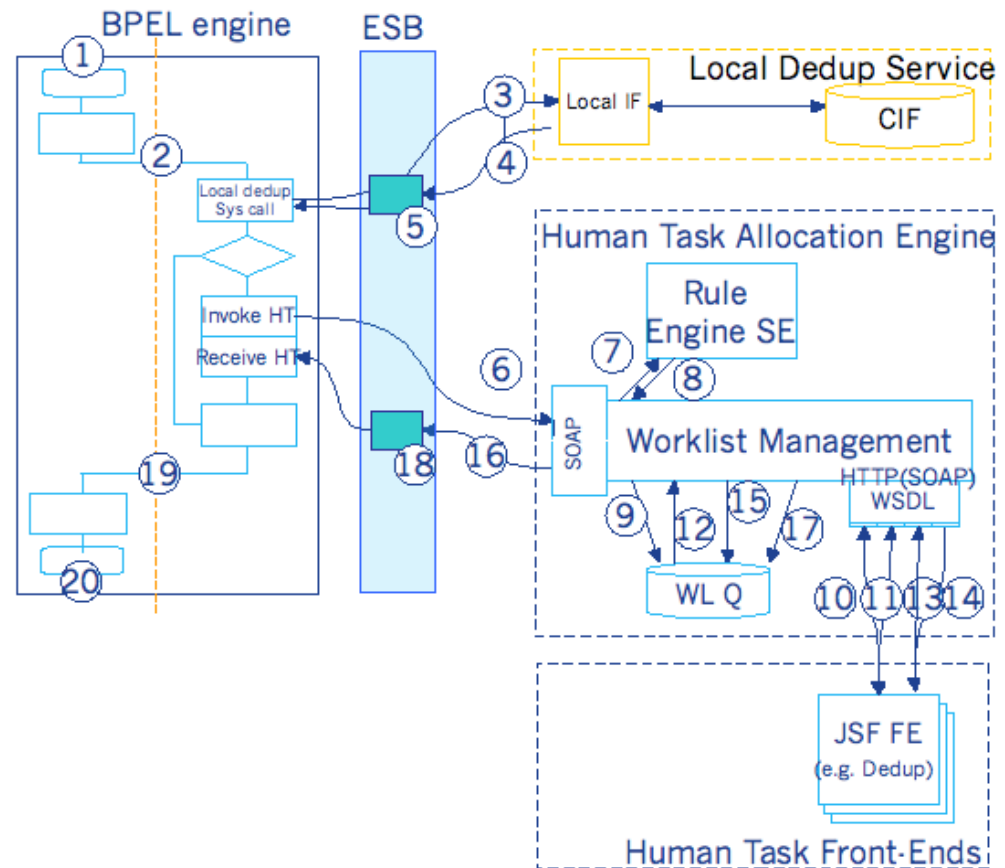 BPEL engine
ESB
1
2
Local dedup
Sys call
Invoke HT
Receive HT
19
20
3
4
5
Local Dedup Service
Local IF
CIF
Human Task Allocation Engine
Rule
Engine SE
7
8
6
SOAP
Worklist Management
HTTP(SOAP)
WSDL
18
16
9
12
15
17
WL Q
10
11
13
14
JSF FE
(e.g. Dedup)
Human Task Front-Ends